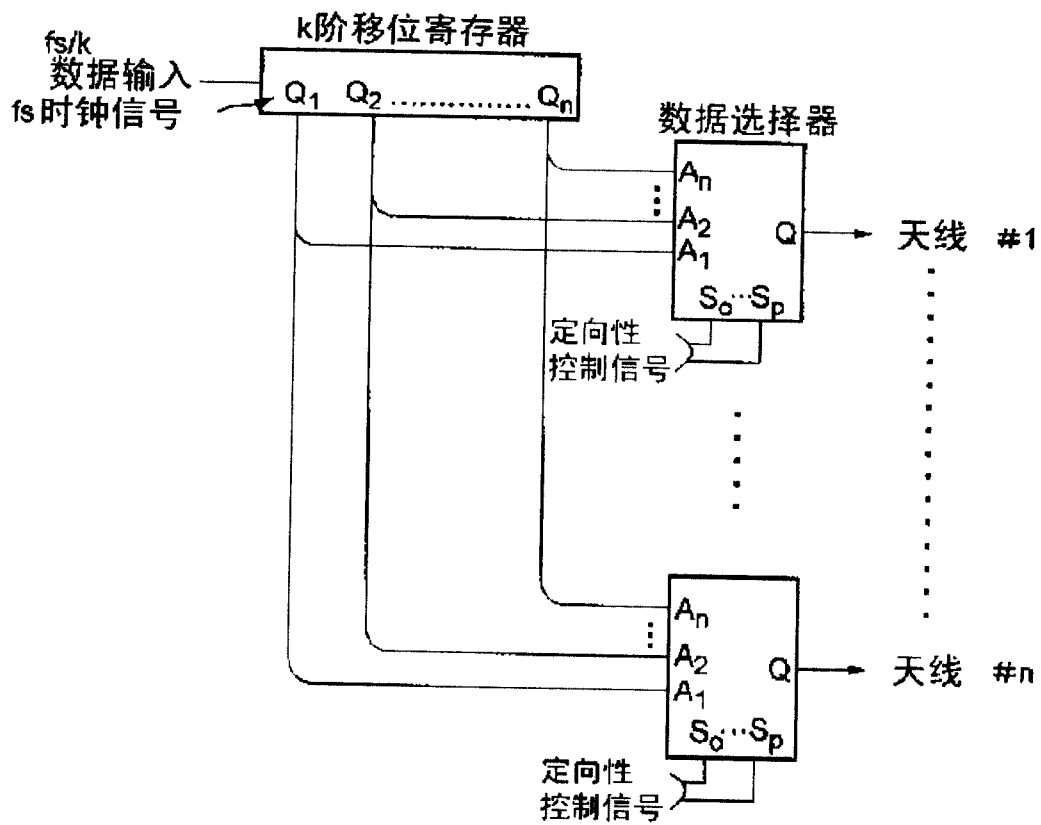 k阶移位寄存器
fs/k
数据输入
fs时钟信号
Q1 Q2 .................. Qn
数据选择器
An
A2
A1
Q
天线 #1
So...Sp
定向性
控制信号
An
A2
A1
Q
天线 #n
So...Sp
定向性
控制信号